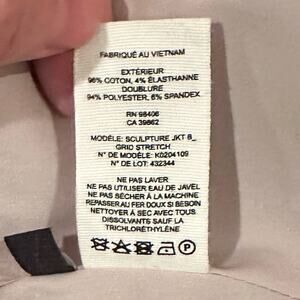 FABRIQUÉ AU VIETNAM
EXTÉRIEUR:
96% COTON, 4% ÉLASTHANNE
DOUBLURE
94% POLYESTER, 6% SPANDEX
RN 98406
CA 39862
MODÈLE: SCULPTURE JKT B_
GRID STRETCH
N° DE MODÈLE: K0204109
N° DE LOT: 432344
NE PAS LAVER
NE PAS UTILISER EAU DE JAVEL
NE PAS SÉCHER À LA MACHINE
REPASSER AU FER DOUX SI BESOIN
NETTOYER À SEC AVEC TOUS
DISSOLVANTS SAUF DU
TRICHLORÉTHYLÈNE
P